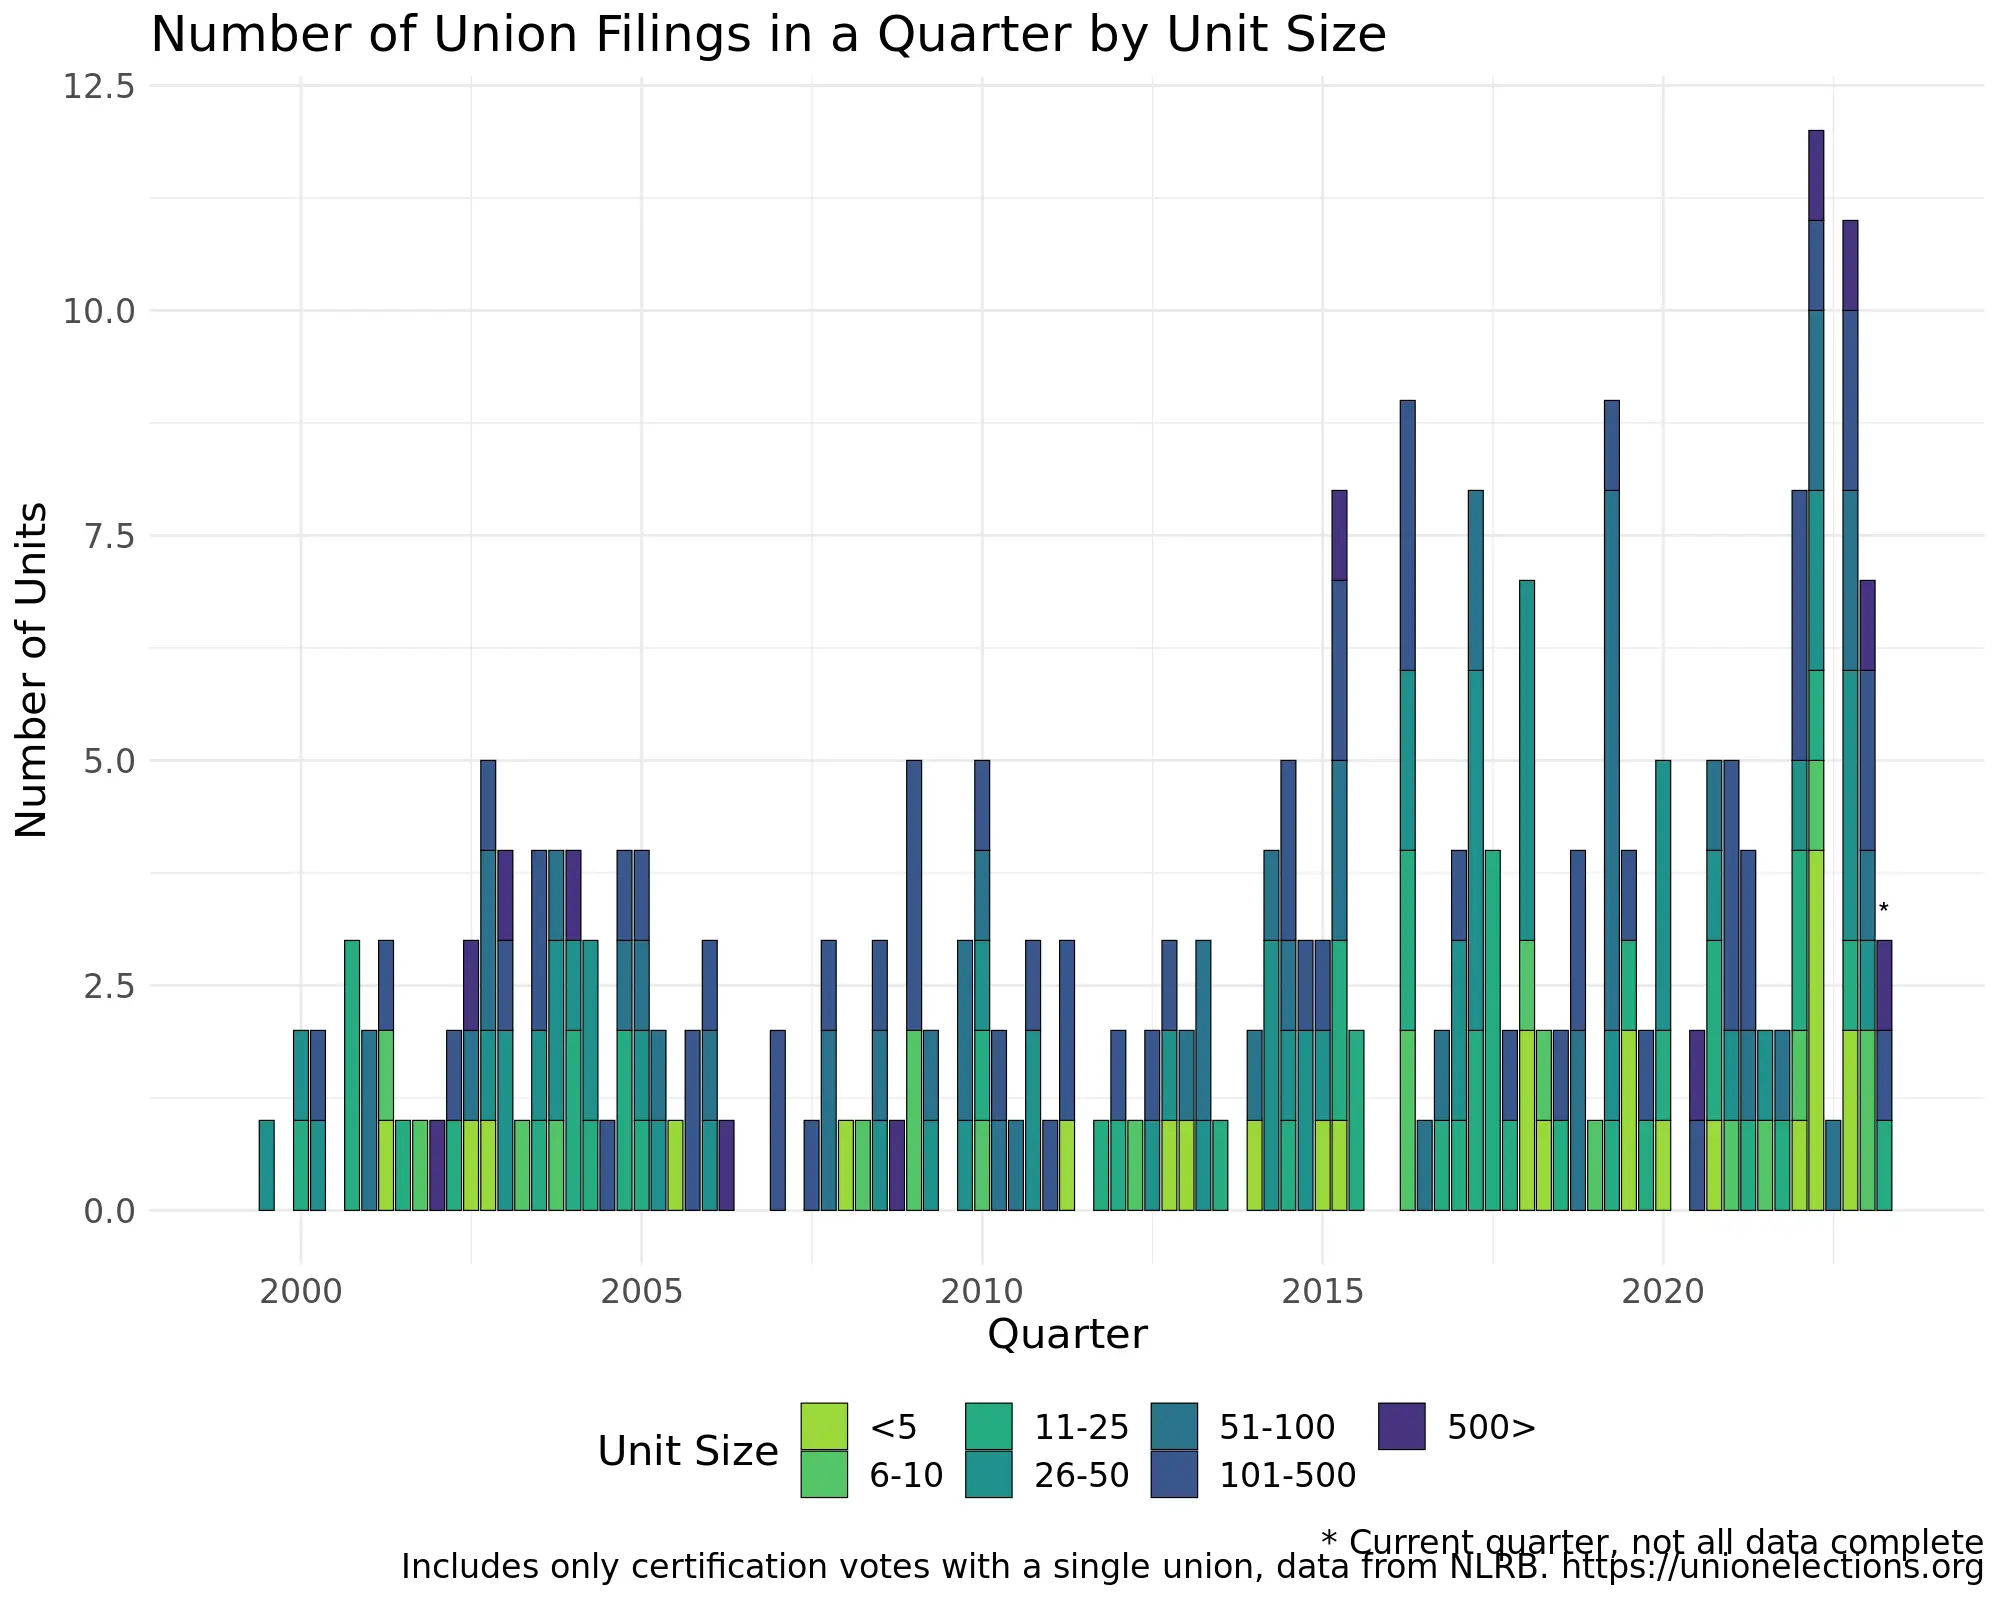 Number of Union Filings in a Quarter by Unit Size
12.5
10.0
7.5
5.0
2.5
0.0
Number of Units
*
2000 2005 2010 2015 2020
Quarter
Unit Size
<5 11-25 51-100 500>
6-10 26-50 101-500
* Current quarter, not all data complete
Includes only certification votes with a single union, data from NLRB. https://unionelections.org